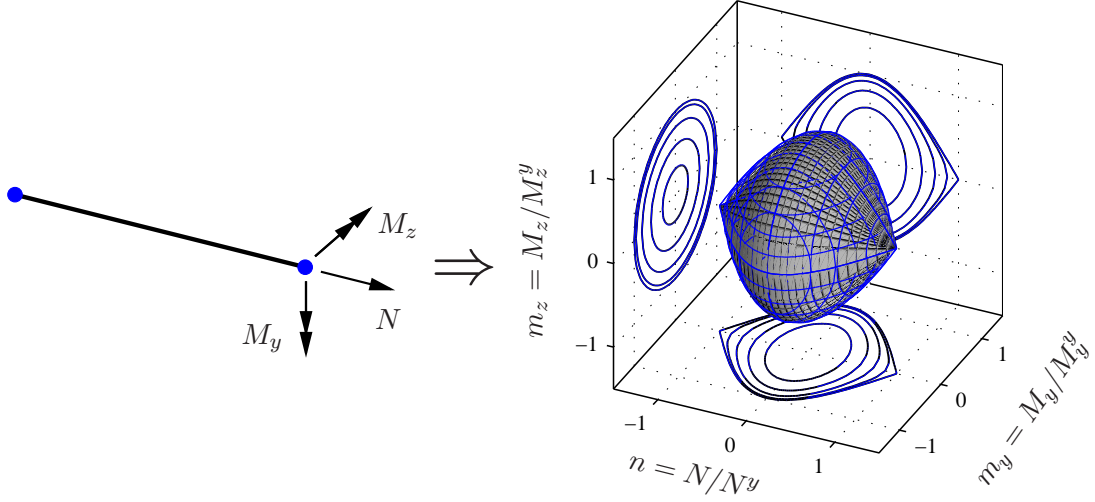 M_z
N
M_y
⇒
m_z = M_z/M_z^y
1
0
−1
−1
0
1
n = N/N^y
−1
0
1
m_y = M_y/M_y^y